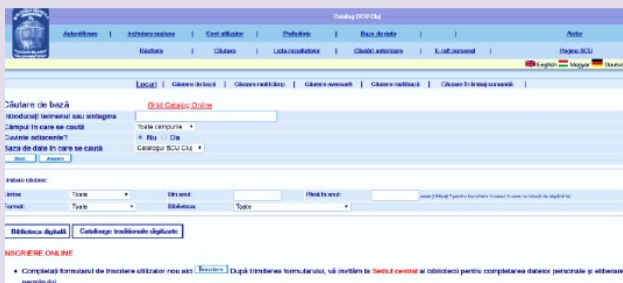 Catalog BCU Cluj
Autentificare | Închidere sesiune | Cont utilizator | Preferinte | Baze de date | | Ajutor
Răsfoire | Căutare | Lista rezultatelor | Căutări anterioare | E-raft personal | Pagina BCU
English Magyar Deutsch
Locuri | Căutare de bază | Căutare multicâmp | Căutare avansată | Căutare multibază | Căutare în limbaj comandă |
Căutare de bază Ghid Catalog Online
Introduceți termenul sau sintagma
Câmpul în care se caută Toate câmpurile
Cuvinte adiacente? Nu Da
Baza de date în care se caută Catalogul BCU Cluj
Start Anulare
Limitare căutare:
Limba: Toate Din anul: Până în anul:
Format: Toate Biblioteca: Toate
Biblioteca digitală Cataloage tradiționale digitizate
INSCRIERE ONLINE
Completați formularul de înscriere utilizator nou aici Înscriere După trimiterea formularului, vă invităm la Sediul central al bibliotecii pentru completarea datelor personale și eliberarea
permisului